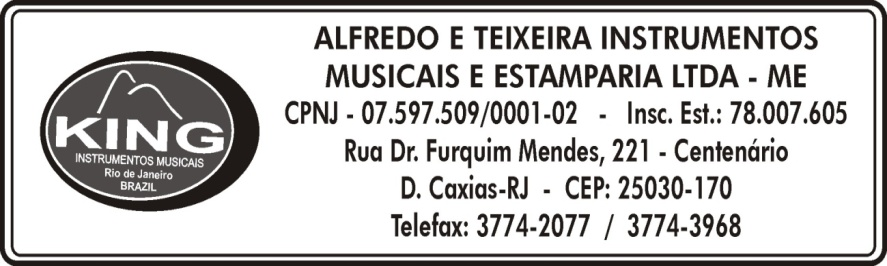 KING
INSTRUMENTOS MUSICAIS
Rio de Janeiro
BRAZIL
ALFREDO E TEIXEIRA INSTRUMENTOS
MUSICAIS E ESTAMPARIA LTDA - ME
CPNJ - 07.597.509/0001-02 - Insc. Est.: 78.007.605
Rua Dr. Furquim Mendes, 221 - Centenário
D. Caxias-RJ - CEP: 25030-170
Telefax: 3774-2077 / 3774-3968